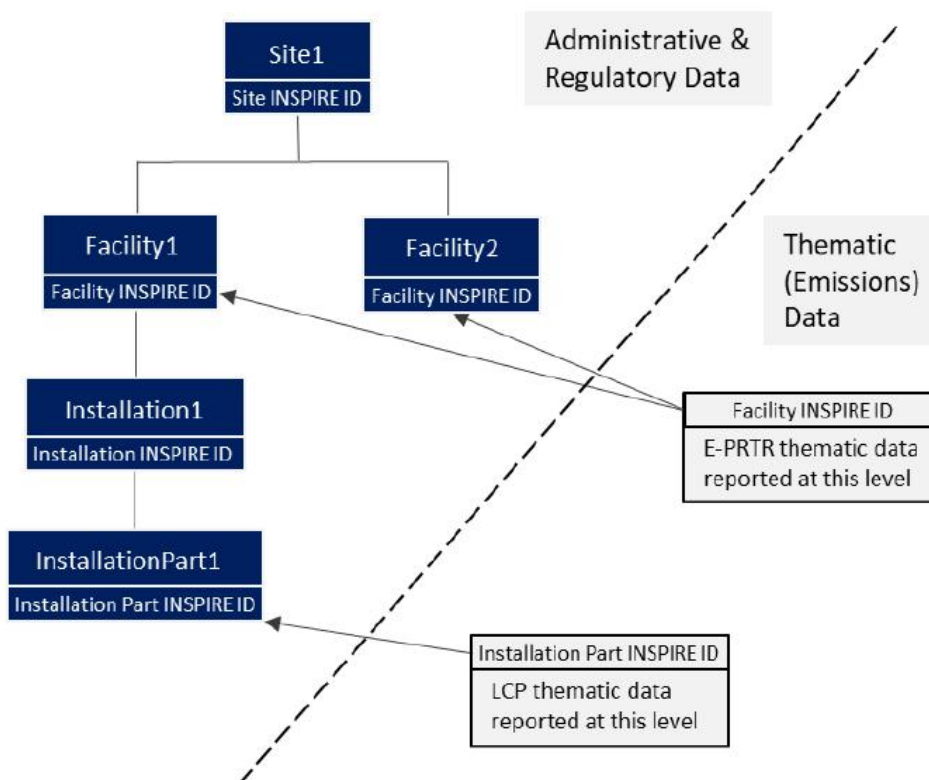 Site1
Site INSPIRE ID
Administrative &
Regulatory Data
Facility1
Facility INSPIRE ID
Facility2
Facility INSPIRE ID
Thematic
(Emissions)
Data
Installation1
Installation INSPIRE ID
Facility INSPIRE ID
E-PRTR thematic data
reported at this level
InstallationPart1
Installation Part INSPIRE ID
Installation Part INSPIRE ID
LCP thematic data
reported at this level